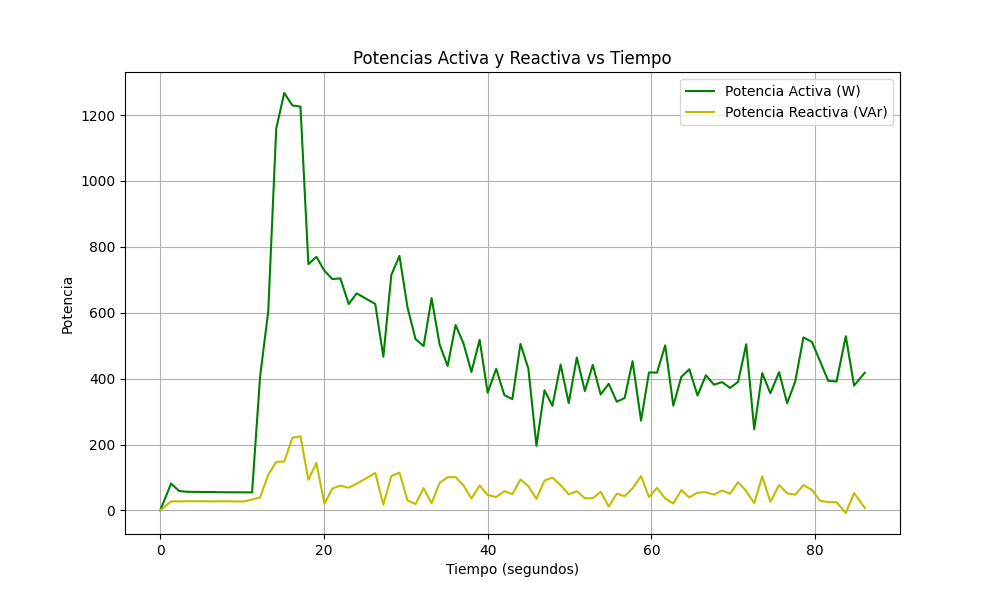 Potencias Activa y Reactiva vs Tiempo
Potencia Activa (W)
Potencia Reactiva (VAr)
Potencia
1200
1000
800
600
400
200
0
0 20 40 60 80
Tiempo (segundos)